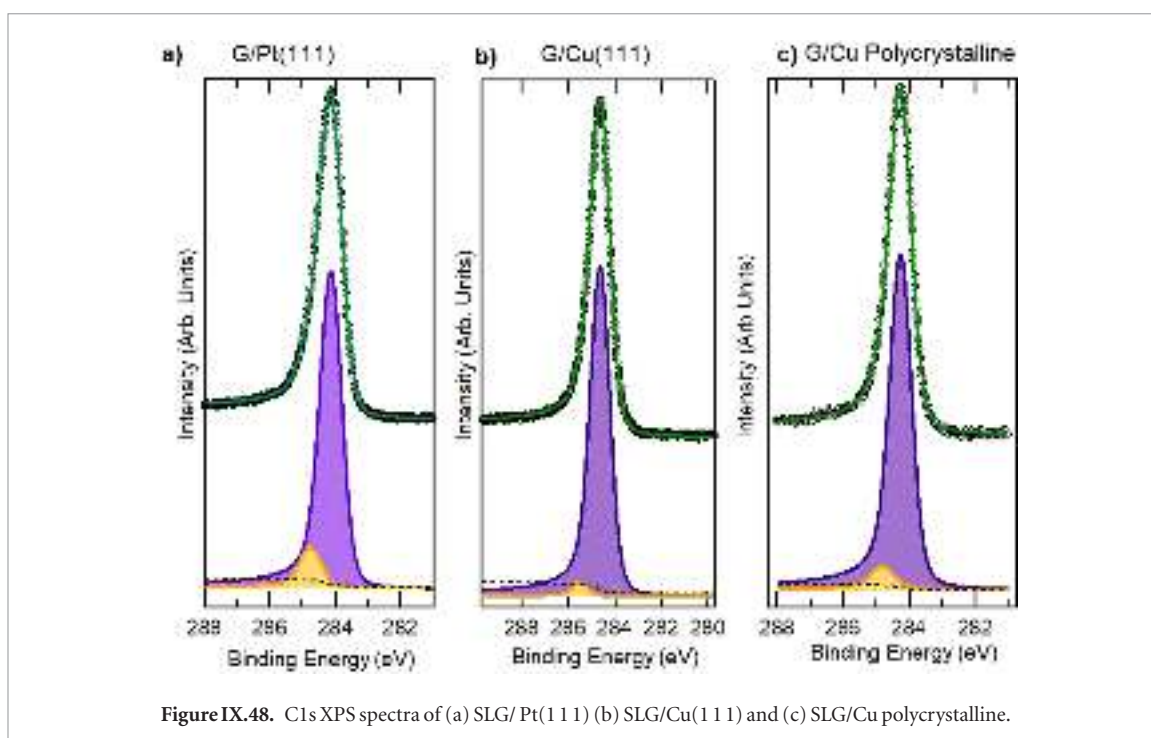 a) G/Pt(111)
b) G/Cu(111)
c) G/Cu Polycrystalline
Intensity (Arb. Units)
Intensity (Arb. Units)
Intensity (Arb Units)
288 286 284 282
288 286 284 282 280
288 286 284 282
Binding Energy (eV)
Binding Energy (eV)
Binding Energy (eV)
Figure IX.48. C1s XPS spectra of (a) SLG/ Pt(1 1 1) (b) SLG/Cu(1 1 1) and (c) SLG/Cu polycrystalline.